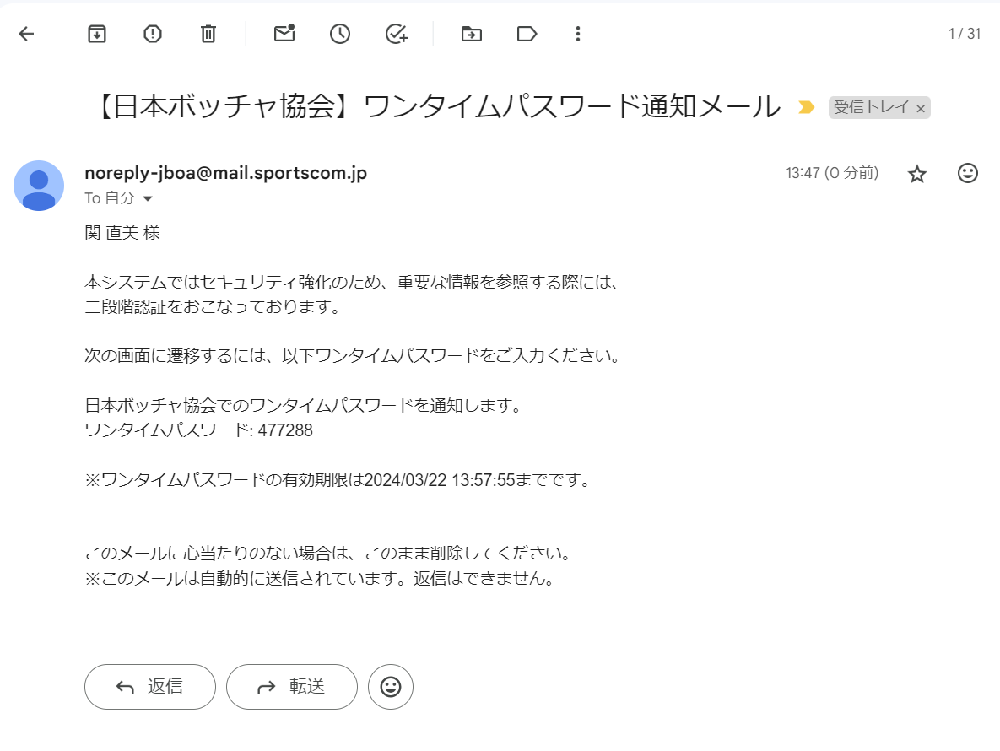 1 / 31
【日本ボッチャ協会】ワンタイムパスワード通知メール 受信トレイ ×
noreply-jboa@mail.sportscom.jp 13:47 (0 分前)
To 自分
関 直美 様
本システムではセキュリティ強化のため、重要な情報を参照する際には、
二段階認証をおこなっております。
次の画面に遷移するには、以下ワンタイムパスワードをご入力ください。
日本ボッチャ協会でのワンタイムパスワードを通知します。
ワンタイムパスワード: 477288
※ワンタイムパスワードの有効期限は2024/03/22 13:57:55までです。
このメールに心当たりのない場合は、このまま削除してください。
※このメールは自動的に送信されています。返信はできません。
返信 転送